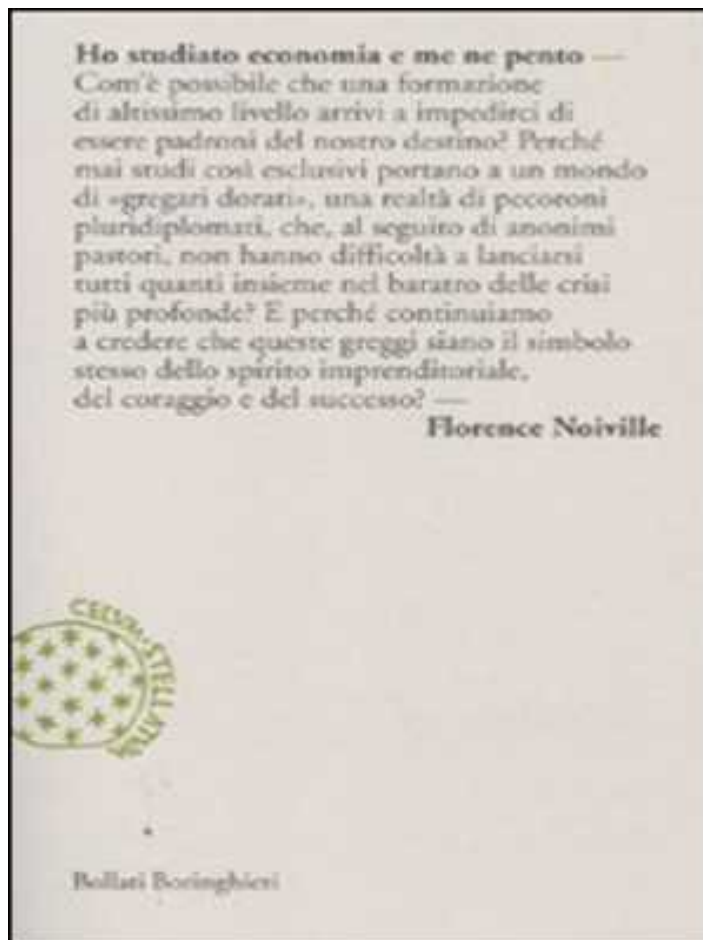 Ho studiato economia e me ne pento —
Com'è possibile che una formazione
di altissimo livello arrivi a impedirci di
essere padroni del nostro destino? Perché
mai studi così esclusivi portano a un mondo
di «gregari dorati», una realtà di pecoroni
pluridiplomati, che, al seguito di anonimi
pastori, non hanno difficoltà a lanciarsi
tutti quanti insieme nel baratro delle crisi
più profonde? E perché continuiamo
a credere che queste greggi siano il simbolo
stesso dello spirito imprenditoriale,
del coraggio e del successo? —
Florence Noiville
CELVM·STELLATVM
Bollati Boringhieri